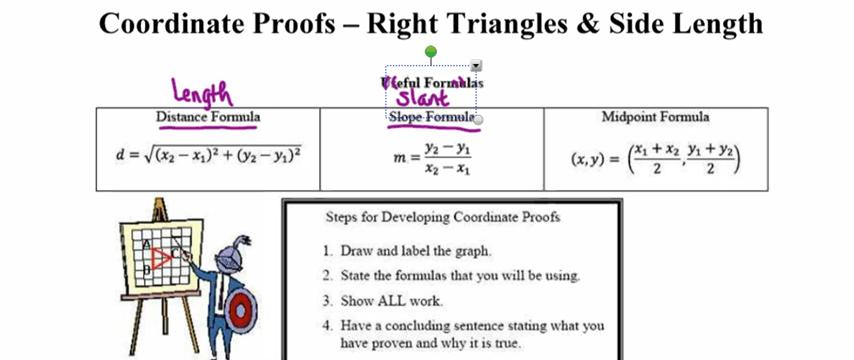 Coordinate Proofs – Right Triangles & Side Length
Useful Formulas
Length
Slant
Distance Formula
Slope Formula
Midpoint Formula
d = √(x₂ − x₁)² + (y₂ − y₁)²
m = y₂ − y₁ / x₂ − x₁
(x, y) = (x₁ + x₂ / 2, y₁ + y₂ / 2)
A
C
B
Steps for Developing Coordinate Proofs
1. Draw and label the graph.
2. State the formulas that you will be using.
3. Show ALL work.
4. Have a concluding sentence stating what you
have proven and why it is true.